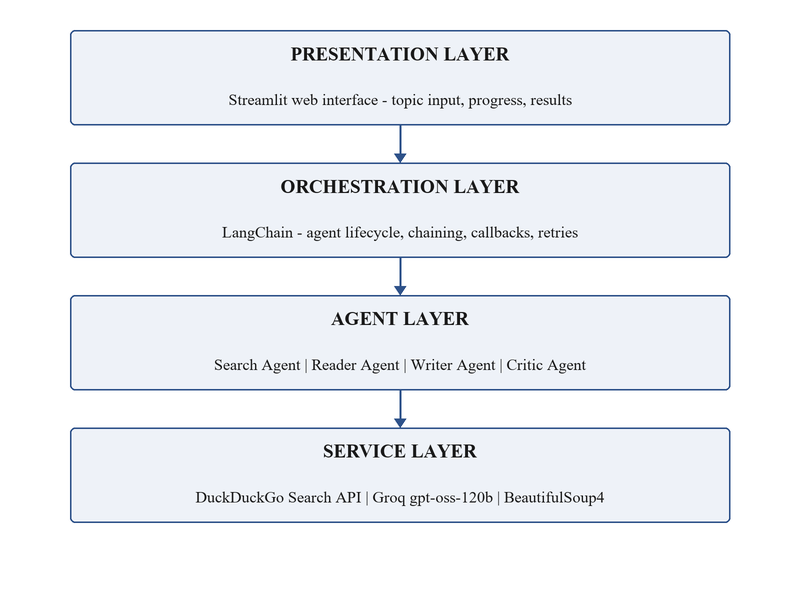 PRESENTATION LAYER
Streamlit web interface - topic input, progress, results
ORCHESTRATION LAYER
LangChain - agent lifecycle, chaining, callbacks, retries
AGENT LAYER
Search Agent | Reader Agent | Writer Agent | Critic Agent
SERVICE LAYER
DuckDuckGo Search API | Groq gpt-oss-120b | BeautifulSoup4